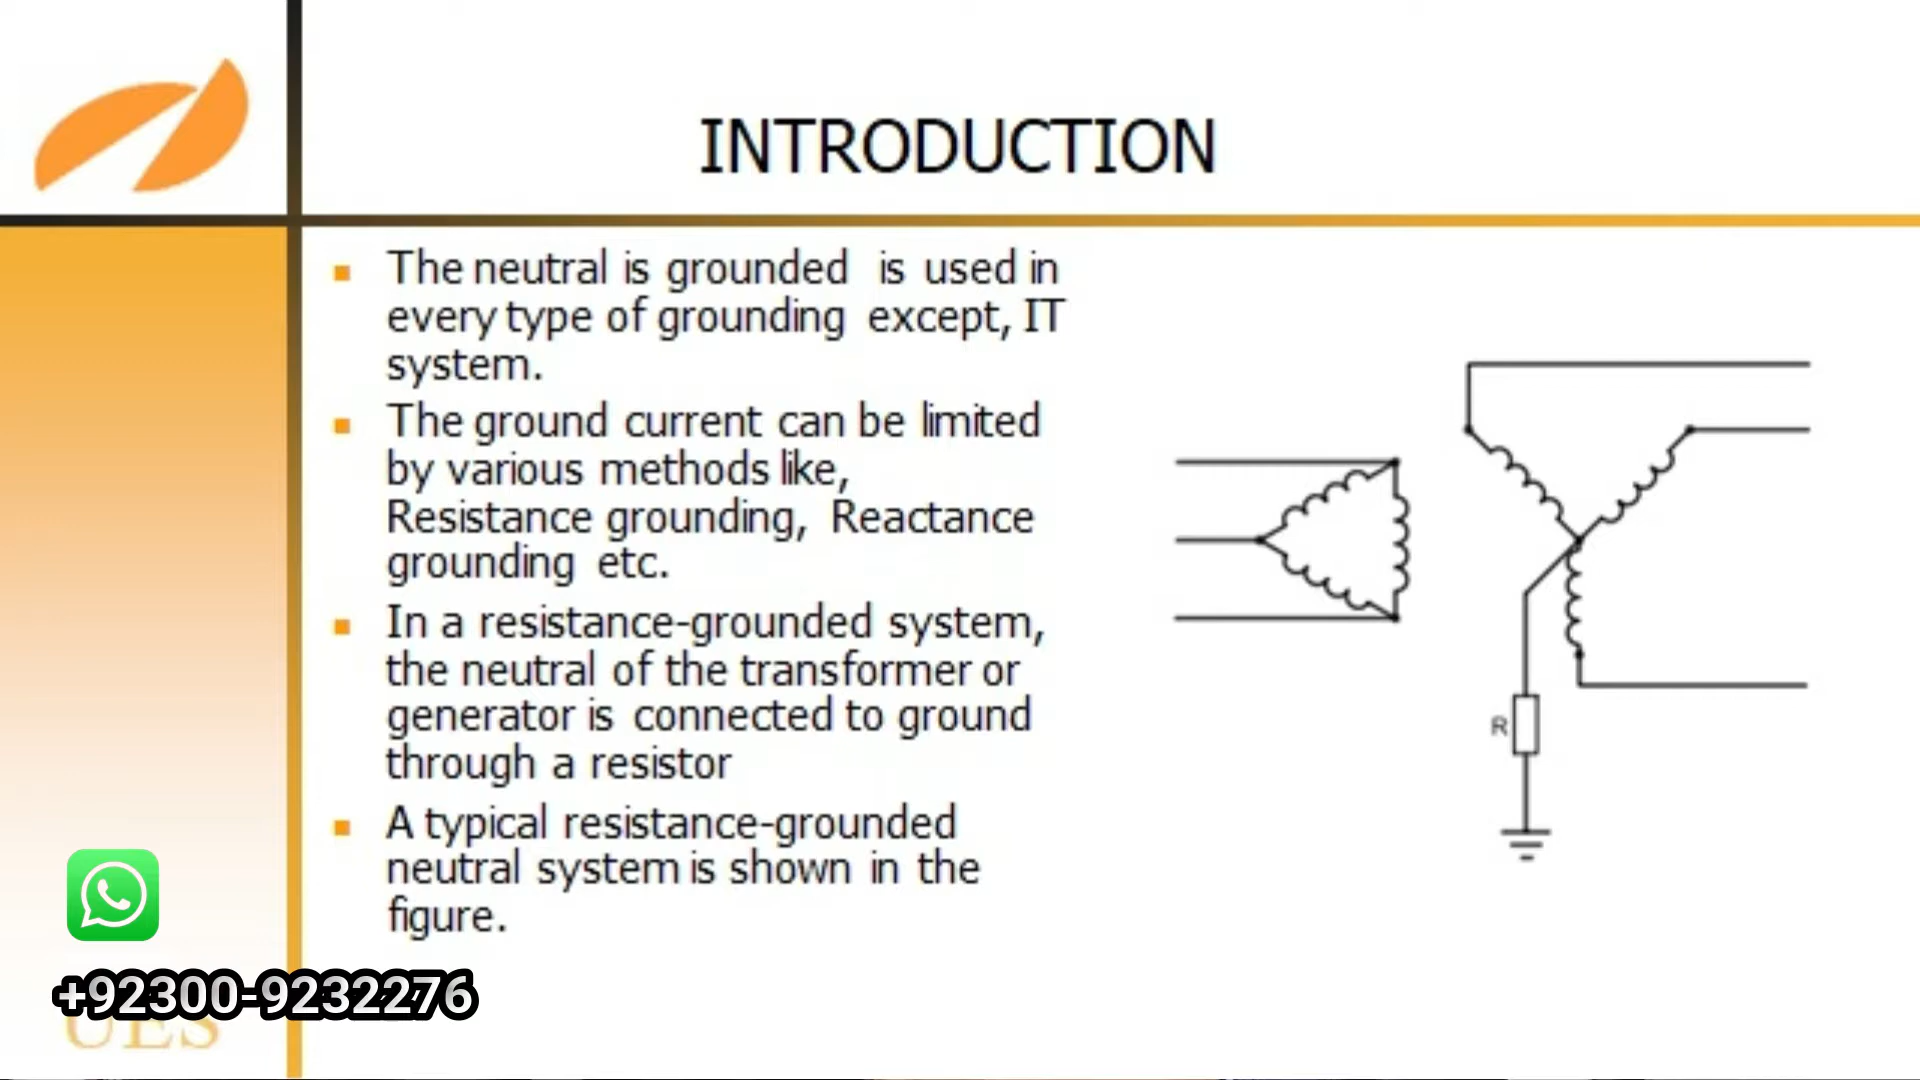 INTRODUCTION
The neutral is grounded is used in
every type of grounding except, IT
system.
The ground current can be limited
by various methods like,
Resistance grounding, Reactance
grounding etc.
In a resistance-grounded system,
the neutral of the transformer or
generator is connected to ground
through a resistor
A typical resistance-grounded
neutral system is shown in the
figure.
R
+92300-9232276
UES